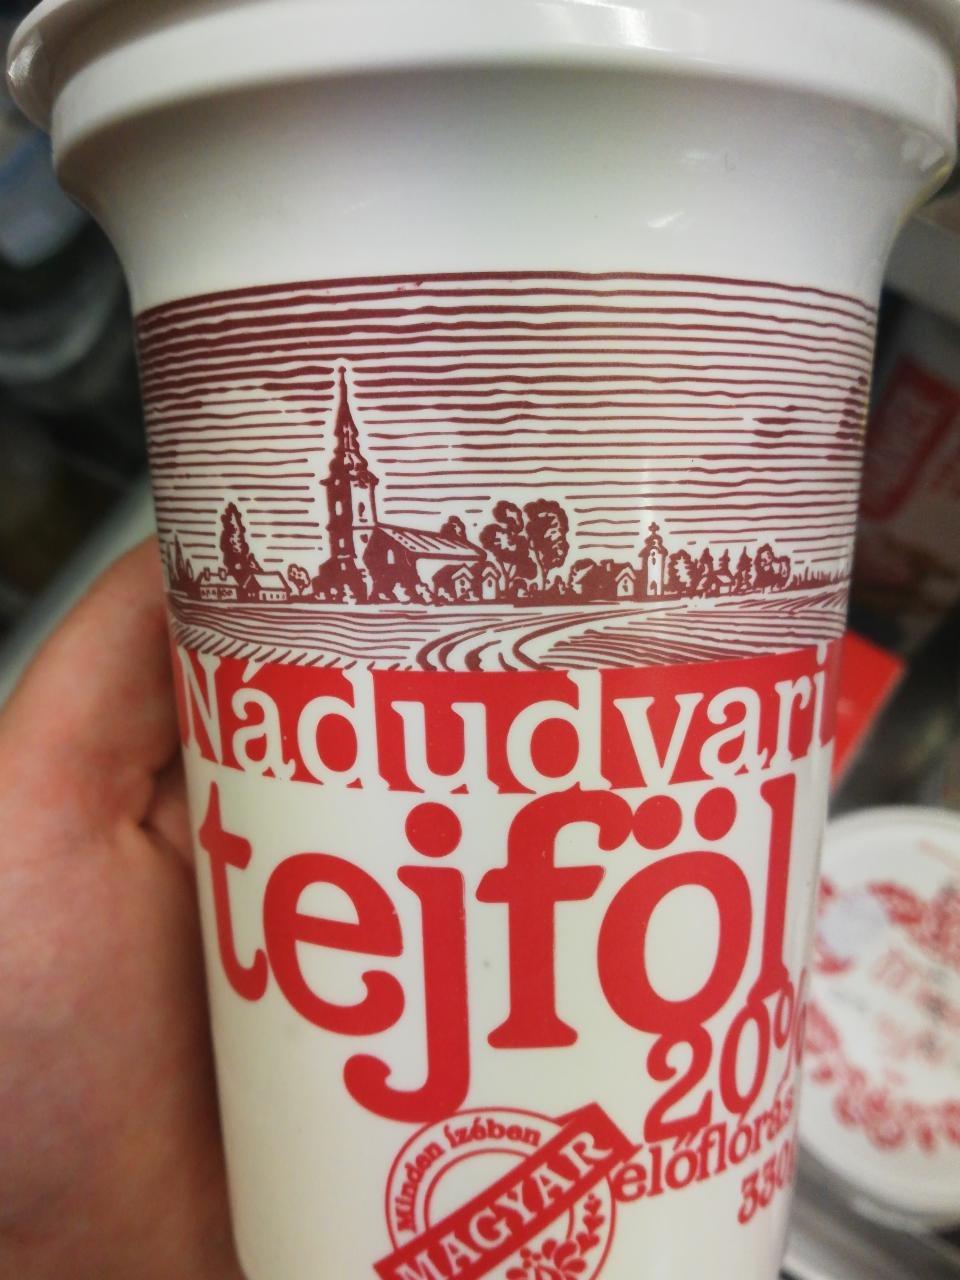 Nádudvari
tejföl
20%
élőflórás
Minden ízében
MAGYAR